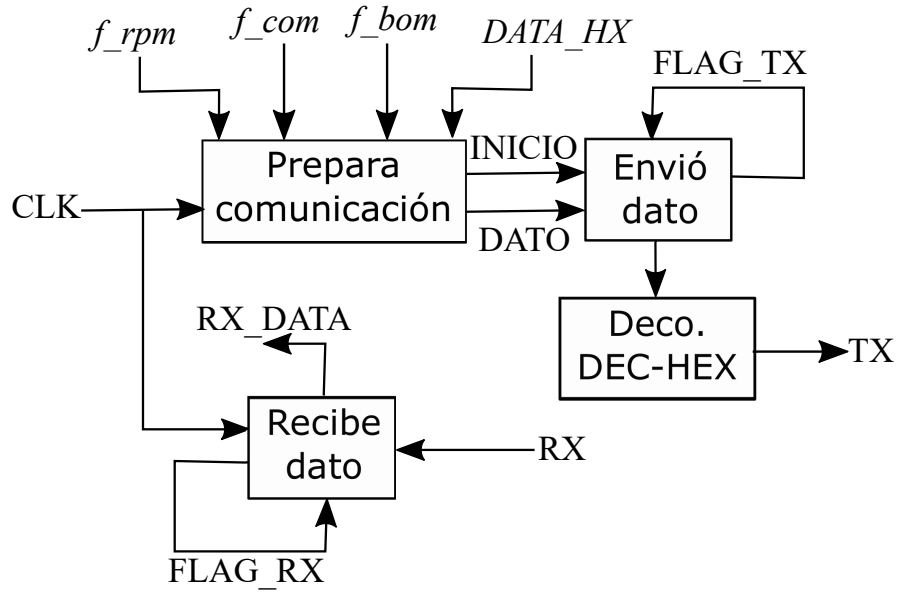 f_rpm
f_com
f_bom
DATA_HX
FLAG_TX
INICIO
Prepara
comunicación
Envió
dato
CLK
DATO
RX_DATA
Deco.
DEC-HEX
TX
Recibe
dato
RX
FLAG_RX